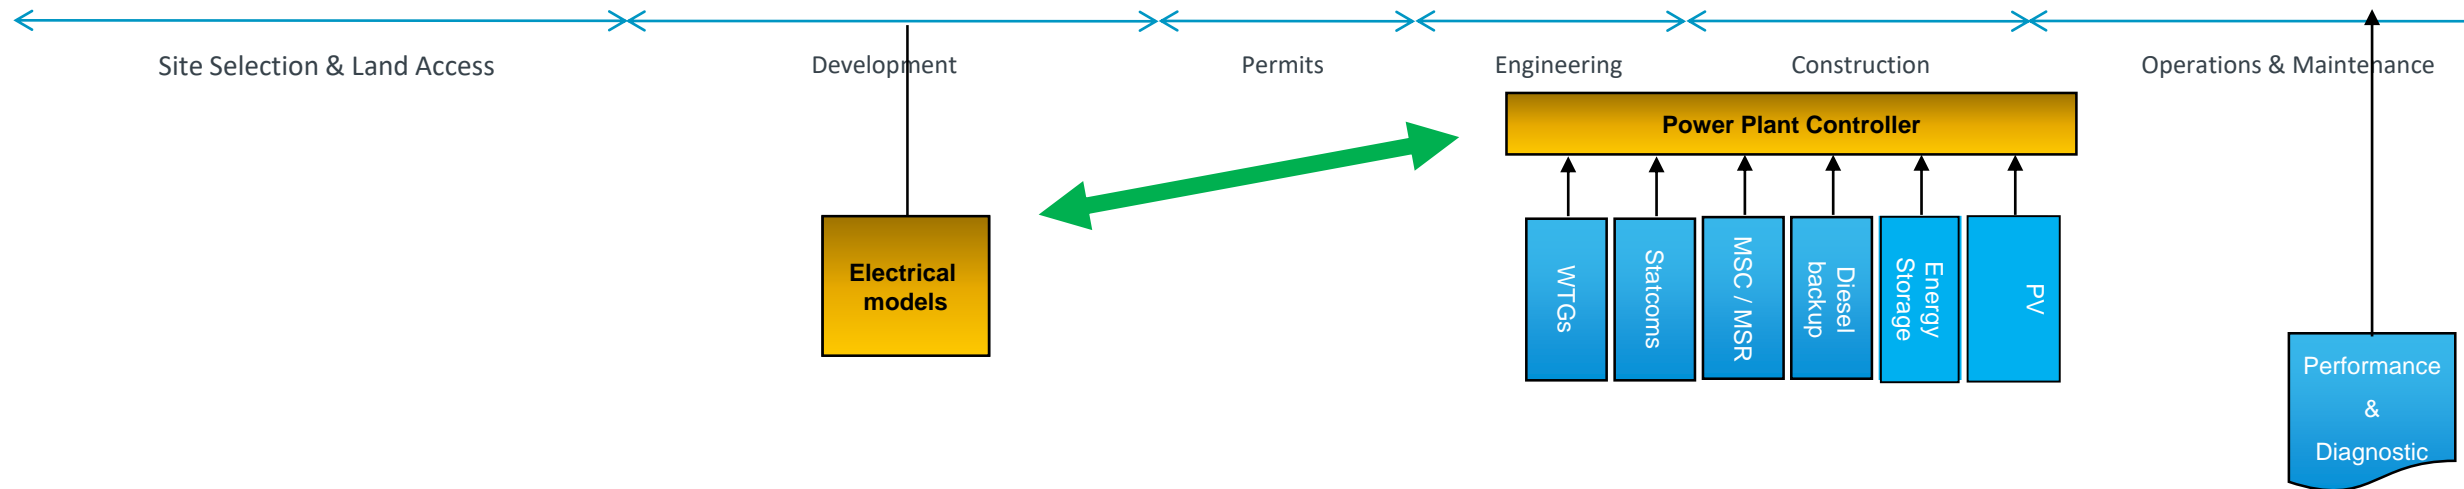 Site Selection & Land Access
Development
Permits
Engineering
Construction
Operations & Maintenance
Power Plant Controller
Electrical
models
WTGs
Statcoms
MSC / MSR
Diesel
backup
Energy
Storage
PV
Performance
&
Diagnostic